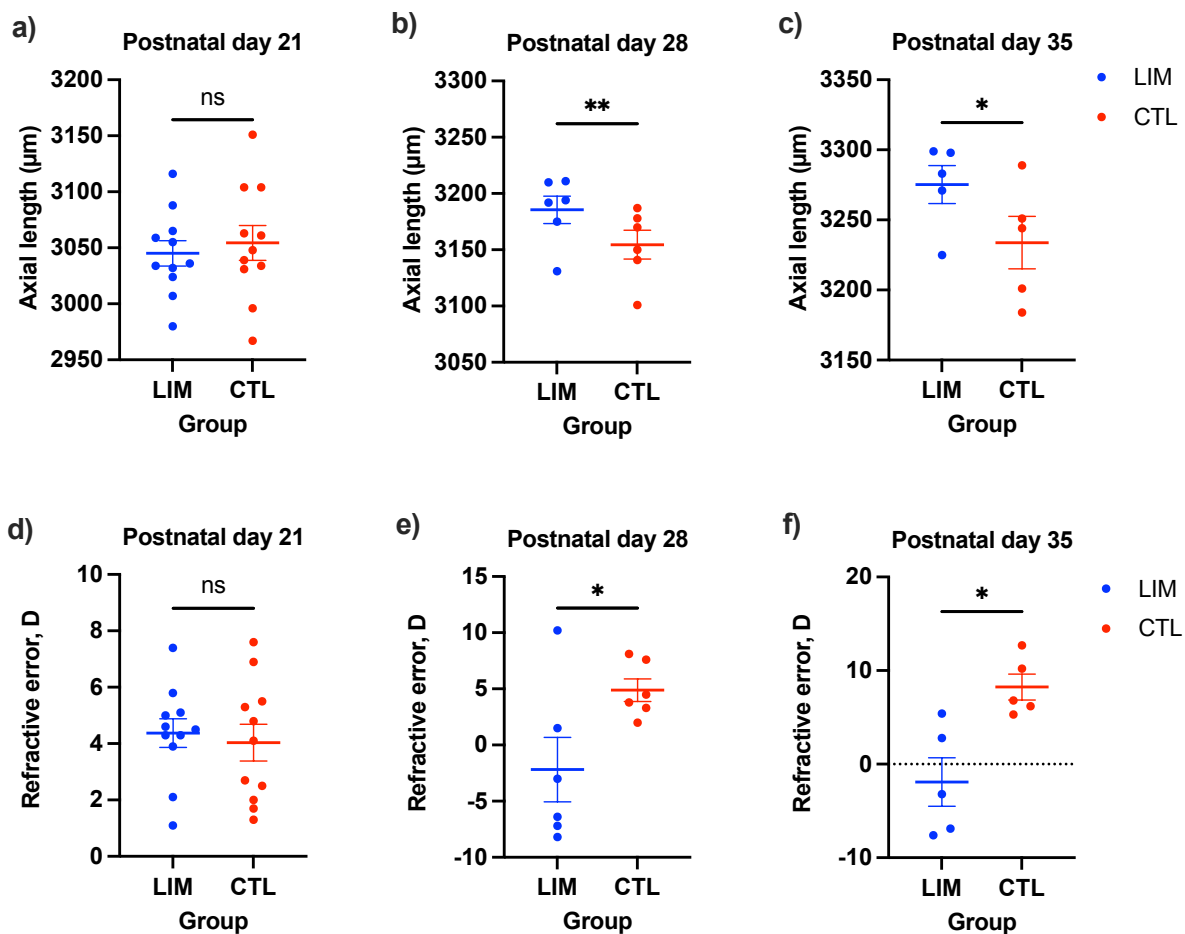 a)
Postnatal day 21
3200
3150
3100
3050
3000
2950
Axial length (µm)
ns
LIM
CTL
Group
b)
Postnatal day 28
3300
3250
3200
3150
3100
3050
Axial length (µm)
**
LIM
CTL
Group
c)
Postnatal day 35
3350
3300
3250
3200
3150
Axial length (µm)
*
LIM
CTL
Group
LIM
CTL
d)
Postnatal day 21
10
8
6
4
2
0
Refractive error, D
ns
LIM
CTL
Group
e)
Postnatal day 28
15
10
5
0
-5
-10
Refractive error, D
*
LIM
CTL
Group
f)
Postnatal day 35
20
10
0
-10
Refractive error, D
*
LIM
CTL
Group
LIM
CTL